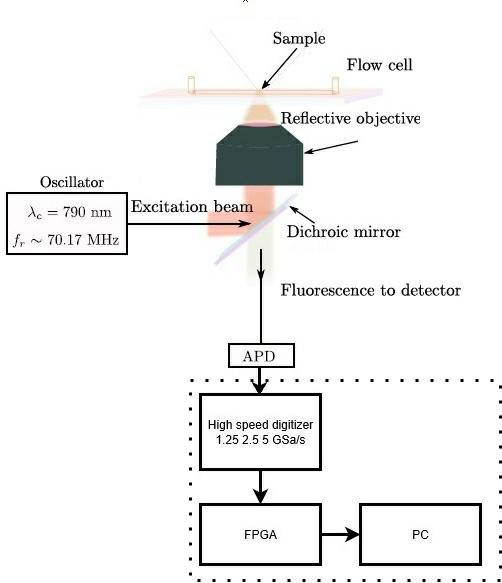 Sample
Flow cell
Reflective objective
Oscillator
λc = 790 nm
fr ∼ 70.17 MHz
Excitation beam
Dichroic mirror
Fluorescence to detector
APD
High speed digitizer
1.25 2.5 5 GSa/s
FPGA
PC